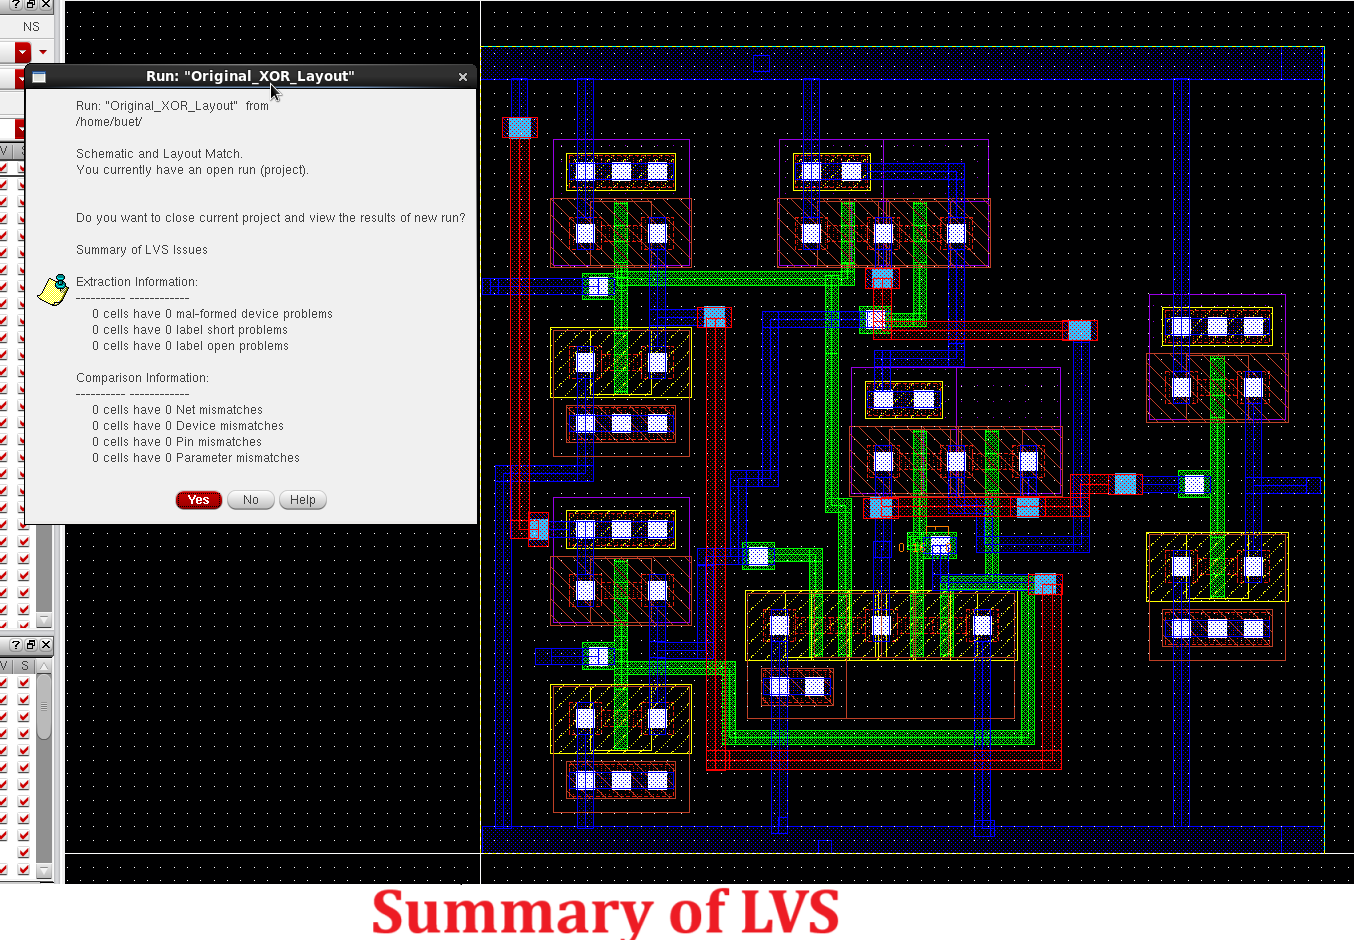 NS
Run: "Original_XOR_Layout"
Run: "Original_XOR_Layout" from
/home/buet/
Schematic and Layout Match.
You currently have an open run (project).
Do you want to close current project and view the results of new run?
Summary of LVS Issues
Extraction Information:
---------- ------------
0 cells have 0 mal-formed device problems
0 cells have 0 label short problems
0 cells have 0 label open problems
Comparison Information:
---------- ------------
0 cells have 0 Net mismatches
0 cells have 0 Device mismatches
0 cells have 0 Pin mismatches
0 cells have 0 Parameter mismatches
Yes No Help
V S
V S
Summary of LVS